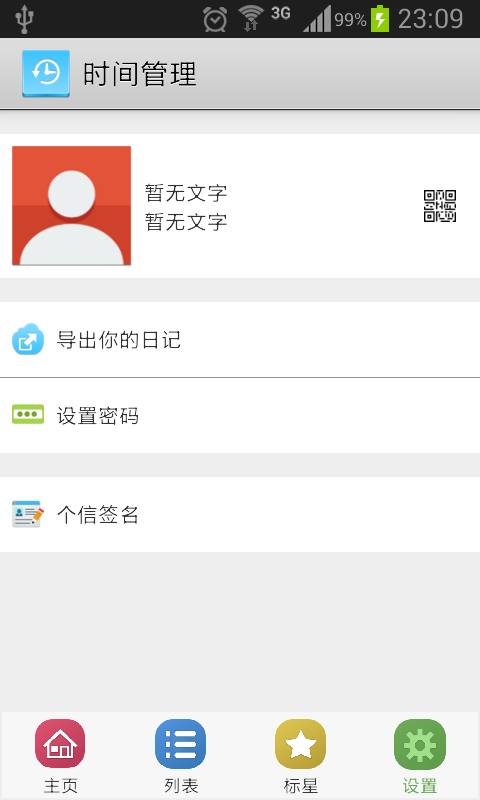 3G 99% 23:09
时间管理
暂无文字
暂无文字
导出你的日记
设置密码
个信签名
主页 列表 标星 设置